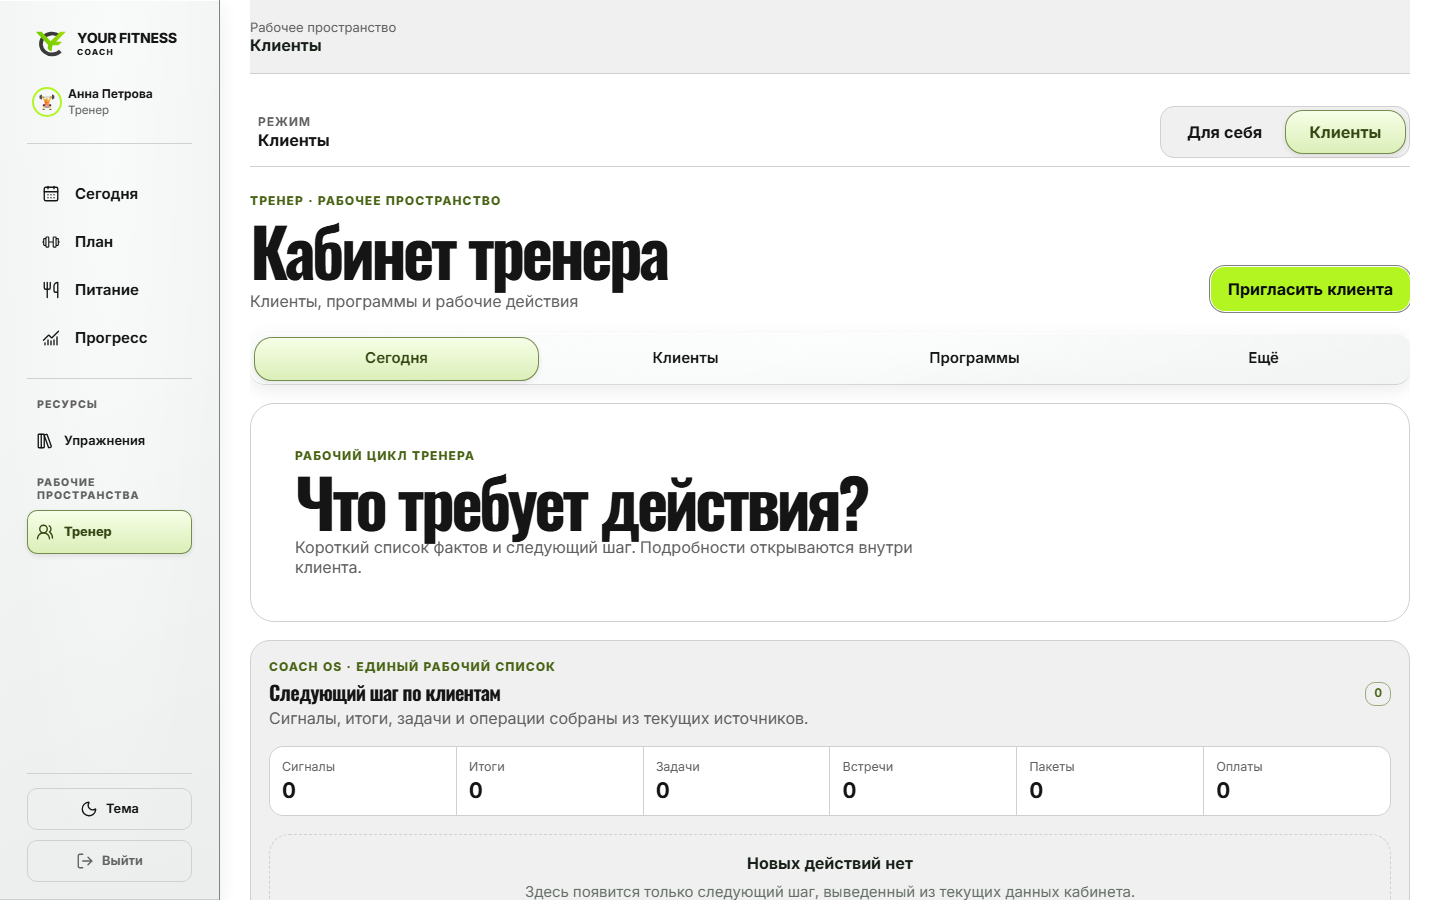 YOUR FITNESS
COACH
Анна Петрова
Тренер
Сегодня
План
Питание
Прогресс
РЕСУРСЫ
Упражнения
РАБОЧИЕ
ПРОСТРАНСТВА
Тренер
Тема
Выйти
Рабочее пространство
Клиенты
РЕЖИМ
Клиенты
Для себя
Клиенты
ТРЕНЕР · РАБОЧЕЕ ПРОСТРАНСТВО
Кабинет тренера
Клиенты, программы и рабочие действия
Пригласить клиента
Сегодня
Клиенты
Программы
Ещё
РАБОЧИЙ ЦИКЛ ТРЕНЕРА
Что требует действия?
Короткий список фактов и следующий шаг. Подробности открываются внутри
клиента.
COACH OS · ЕДИНЫЙ РАБОЧИЙ СПИСОК
Следующий шаг по клиентам
0
Сигналы, итоги, задачи и операции собраны из текущих источников.
Сигналы
0
Итоги
0
Задачи
0
Встречи
0
Пакеты
0
Оплаты
0
Новых действий нет
Здесь появится только следующий шаг, выведенный из текущих данных кабинета.